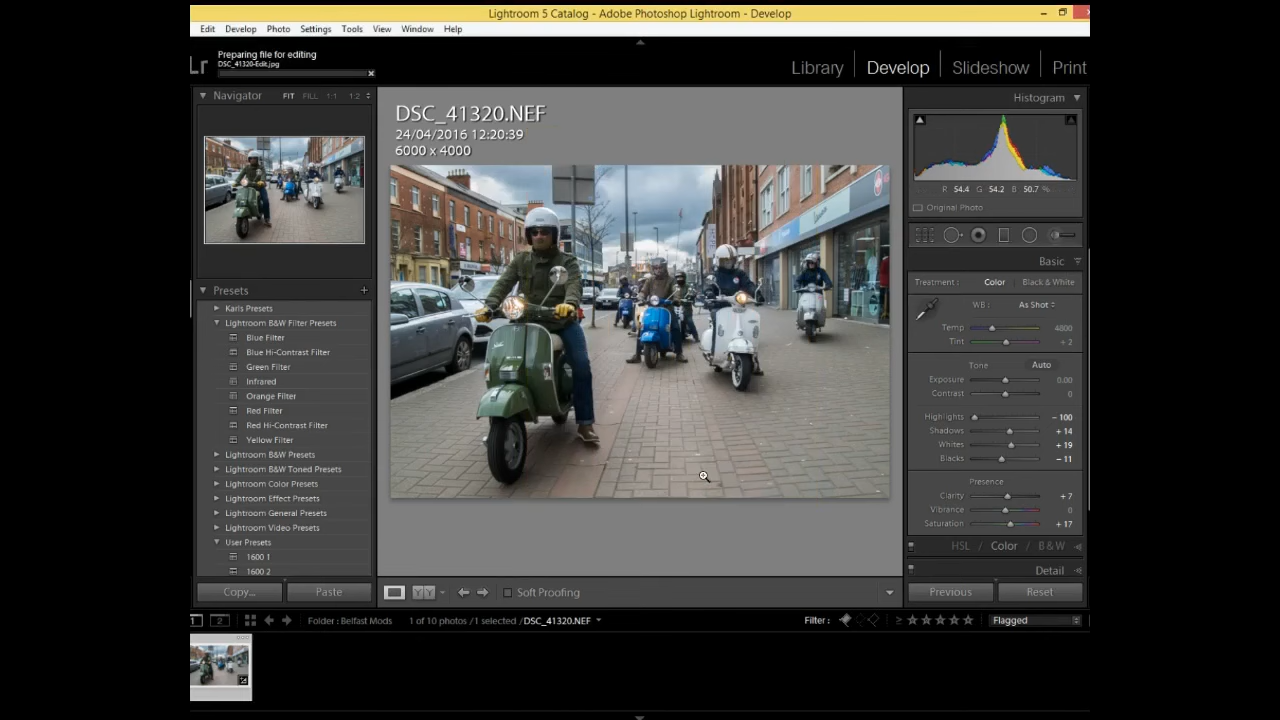 Lightroom 5 Catalog - Adobe Photoshop Lightroom - Develop
Edit Develop Photo Settings Tools View Window Help
Lr
Preparing file for editing
DSC_41320-Edit.jpg
Library Develop Slideshow Print
Navigator FIT FILL 1:1 1:2
Histogram
DSC_41320.NEF
24/04/2016 12:20:39
6000 x 4000
R 54.4 G 54.2 B 50.7 %
Original Photo
Basic
Treatment: Color Black & White
WB: As Shot
Temp 4800
Tint + 2
Tone Auto
Exposure 0.00
Contrast 0
Highlights - 100
Shadows + 14
Whites + 19
Blacks - 11
Presence
Clarity + 7
Vibrance 0
Saturation + 17
HSL / Color / B & W
Detail
Previous Reset
Presets +
Karls Presets
Lightroom B&W Filter Presets
Blue Filter
Blue Hi-Contrast Filter
Green Filter
Infrared
Orange Filter
Red Filter
Red Hi-Contrast Filter
Yellow Filter
Lightroom B&W Presets
Lightroom B&W Toned Presets
Lightroom Color Presets
Lightroom Effect Presets
Lightroom General Presets
Lightroom Video Presets
User Presets
1600 1
1600 2
Copy... Paste
YY Soft Proofing
1 2 Folder : Belfast Mods 1 of 10 photos /1 selected /DSC_41320.NEF Filter : Flagged